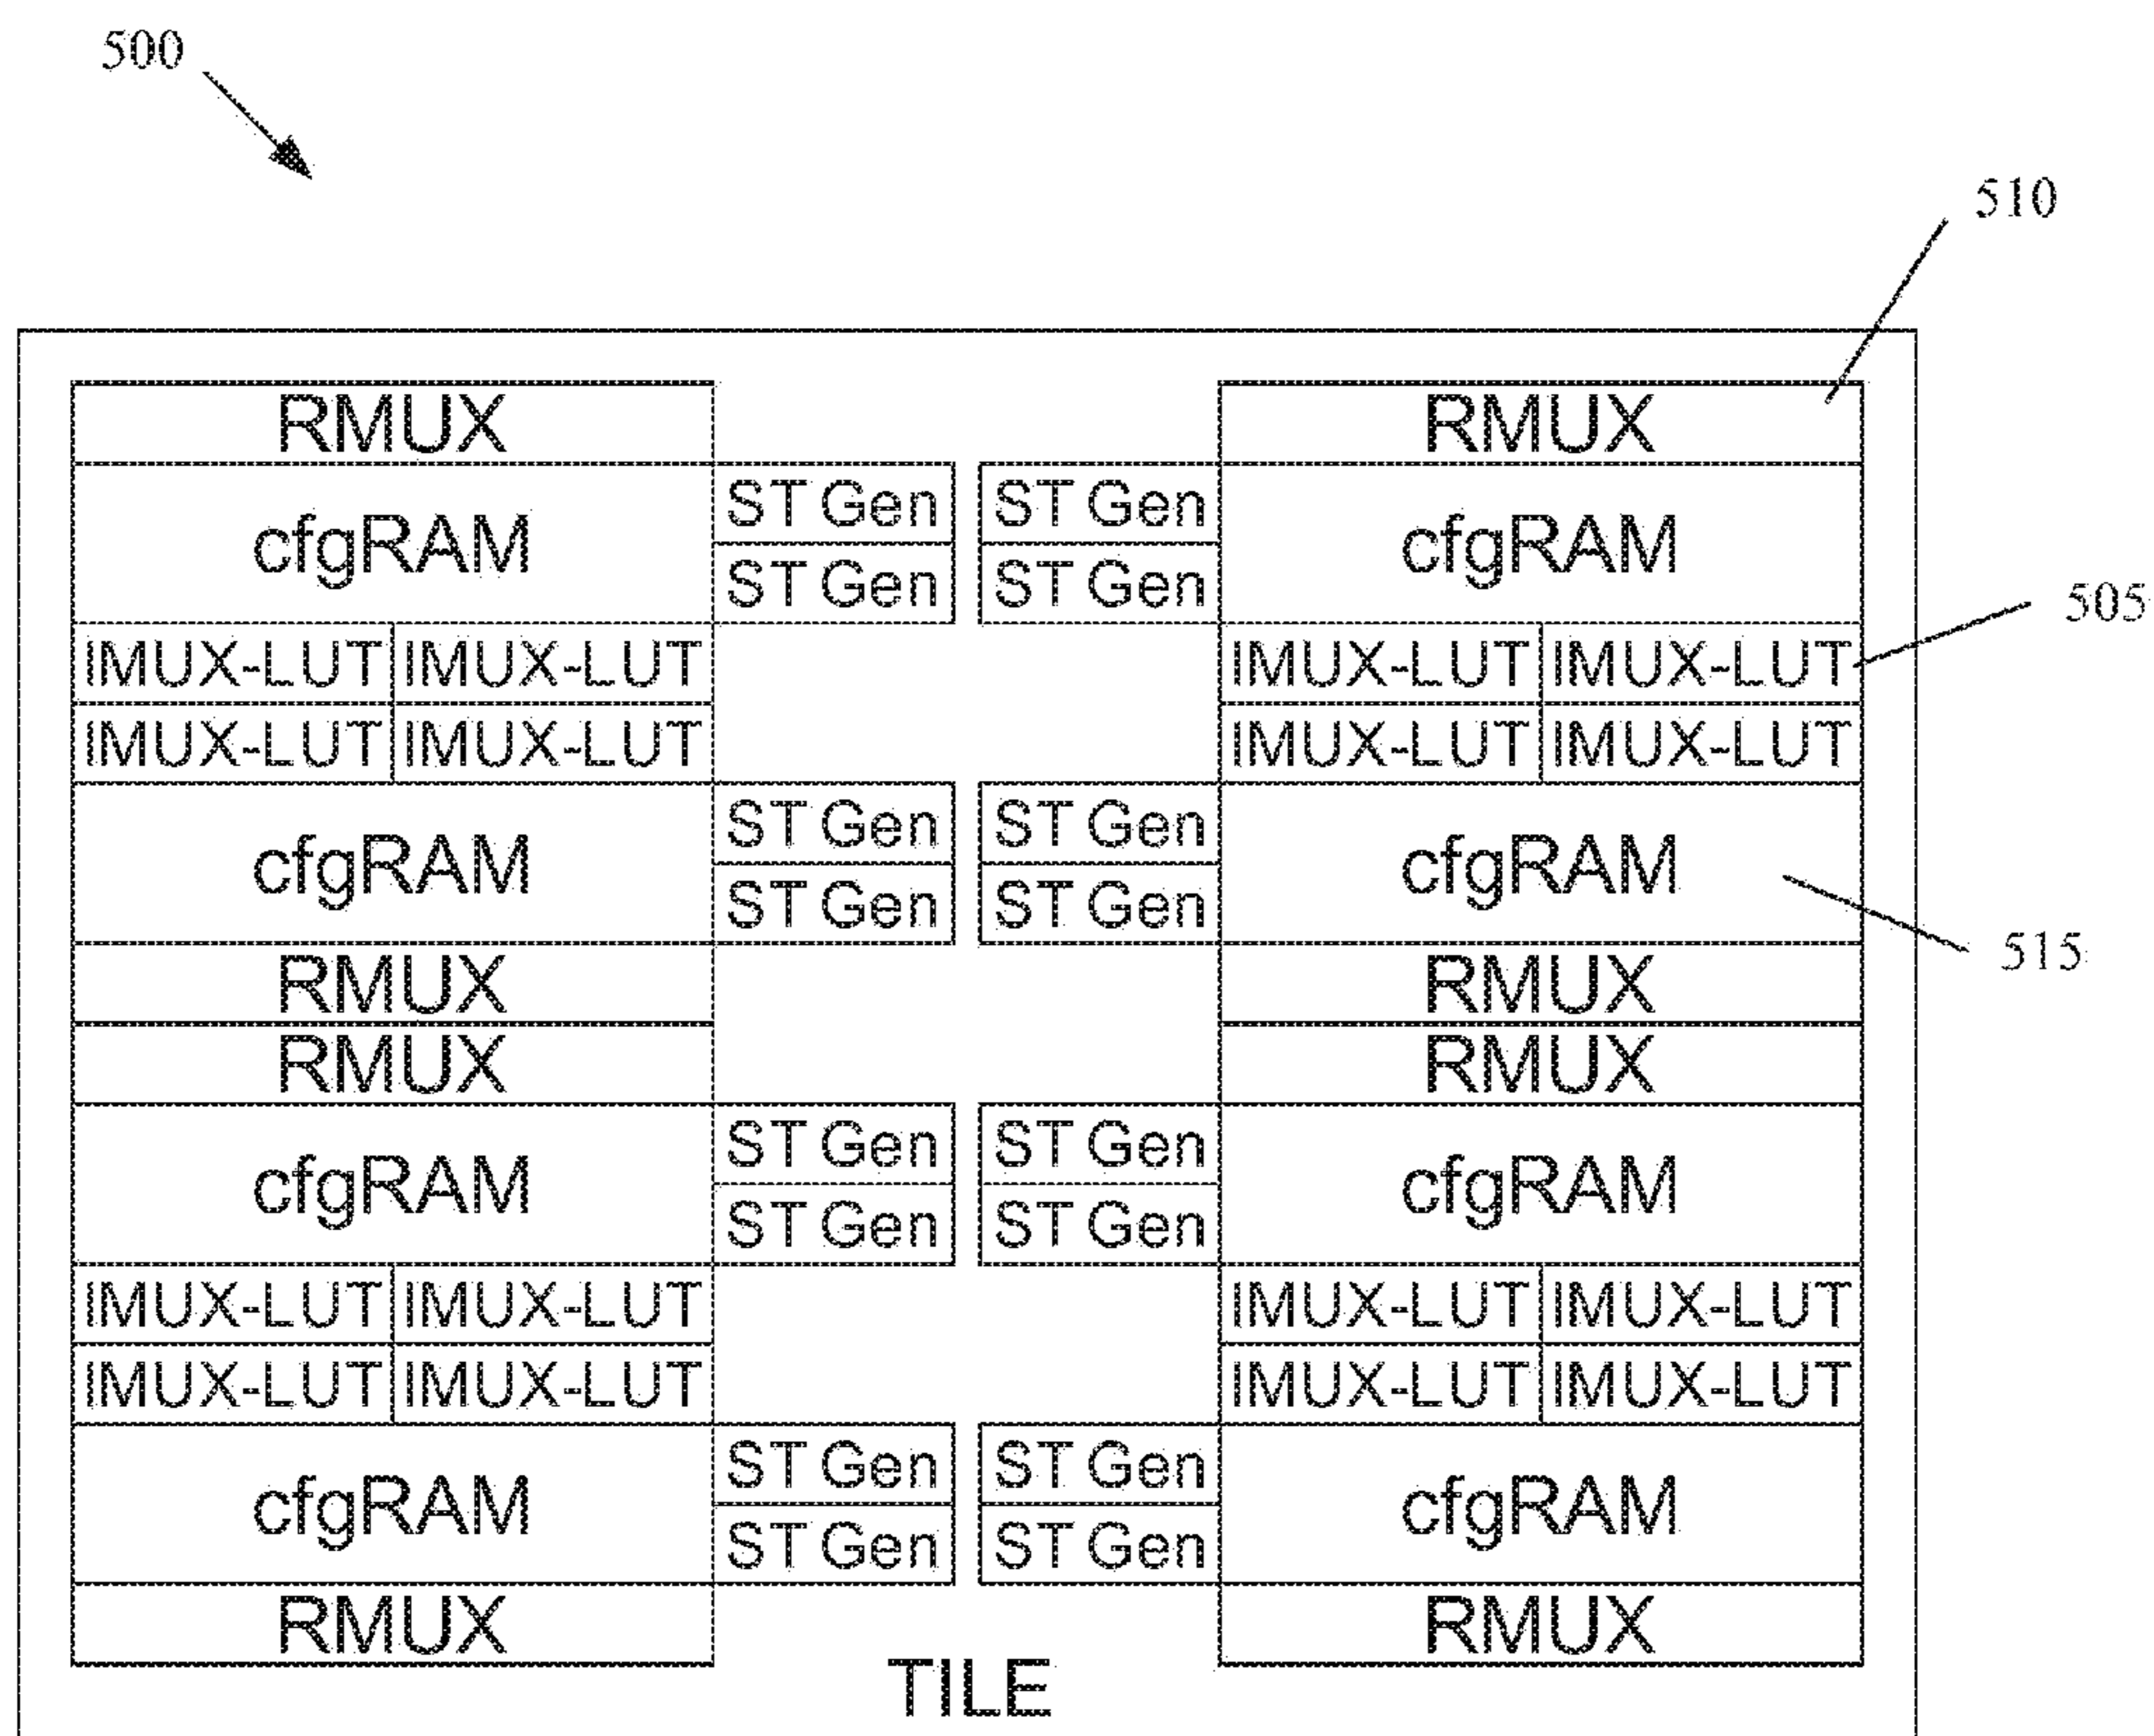 500
510
RMUX RMUX
cfgRAM ST Gen ST Gen cfgRAM
ST Gen ST Gen
505
IMUX-LUT IMUX-LUT IMUX-LUT IMUX-LUT
IMUX-LUT IMUX-LUT IMUX-LUT IMUX-LUT
cfgRAM ST Gen ST Gen cfgRAM
ST Gen ST Gen
515
RMUX RMUX
RMUX RMUX
cfgRAM ST Gen ST Gen cfgRAM
ST Gen ST Gen
IMUX-LUT IMUX-LUT IMUX-LUT IMUX-LUT
IMUX-LUT IMUX-LUT IMUX-LUT IMUX-LUT
cfgRAM ST Gen ST Gen cfgRAM
ST Gen ST Gen
RMUX RMUX
TILE